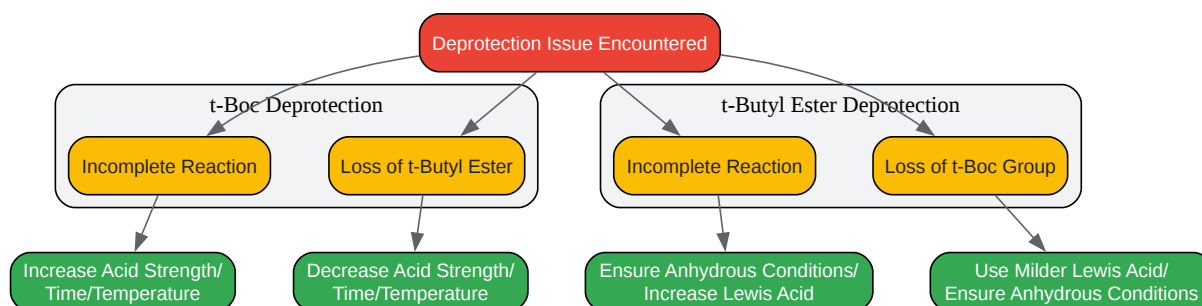 Deprotection Issue Encountered
t-Boc Deprotection
t-Butyl Ester Deprotection
Incomplete Reaction
Loss of t-Butyl Ester
Incomplete Reaction
Loss of t-Boc Group
Increase Acid Strength/
Time/Temperature
Decrease Acid Strength/
Time/Temperature
Ensure Anhydrous Conditions/
Increase Lewis Acid
Use Milder Lewis Acid/
Ensure Anhydrous Conditions